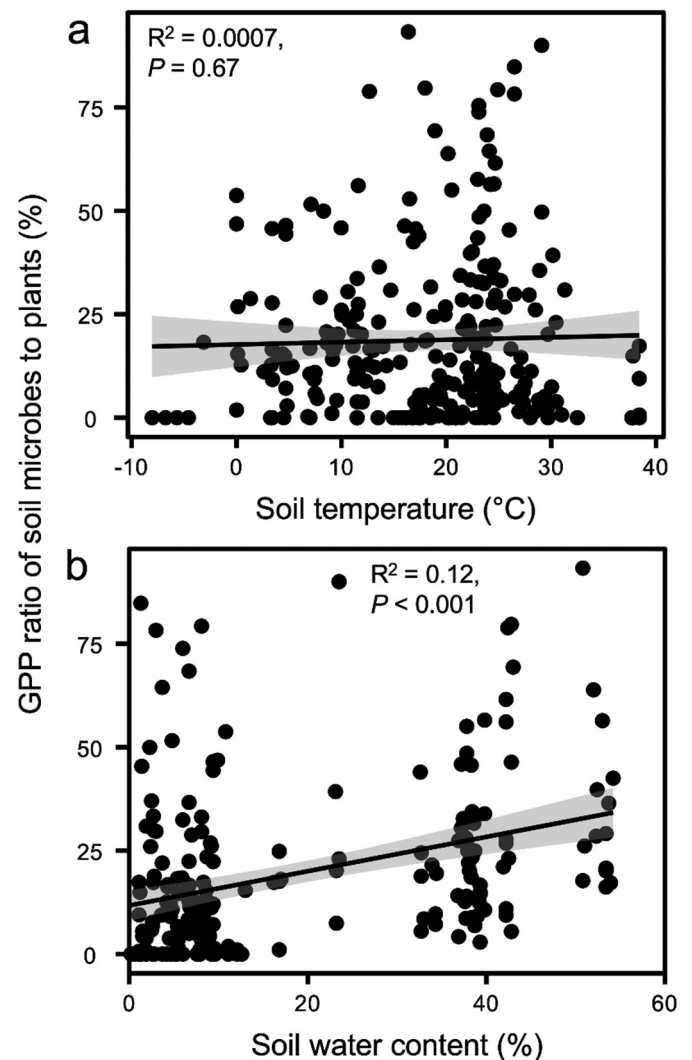 a
R² = 0.0007,
P = 0.67
GPP ratio of soil microbes to plants (%)
75
50
25
0
-10 0 10 20 30 40
Soil temperature (°C)
b
R² = 0.12,
P < 0.001
75
50
25
0
0 20 40 60
Soil water content (%)